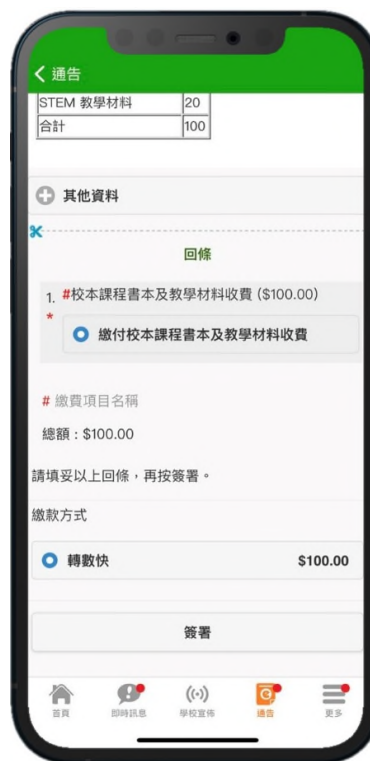 通告
STEM 教學材料 20
合計 100
其他資料
回條
1. #校本課程書本及教學材料收費 ($100.00)
*
繳付校本課程書本及教學材料收費
# 繳費項目名稱
總額：$100.00
請填妥以上回條，再按簽署。
繳款方式
轉數快 $100.00
簽署
首頁 即時訊息 學校宣佈 通告 更多